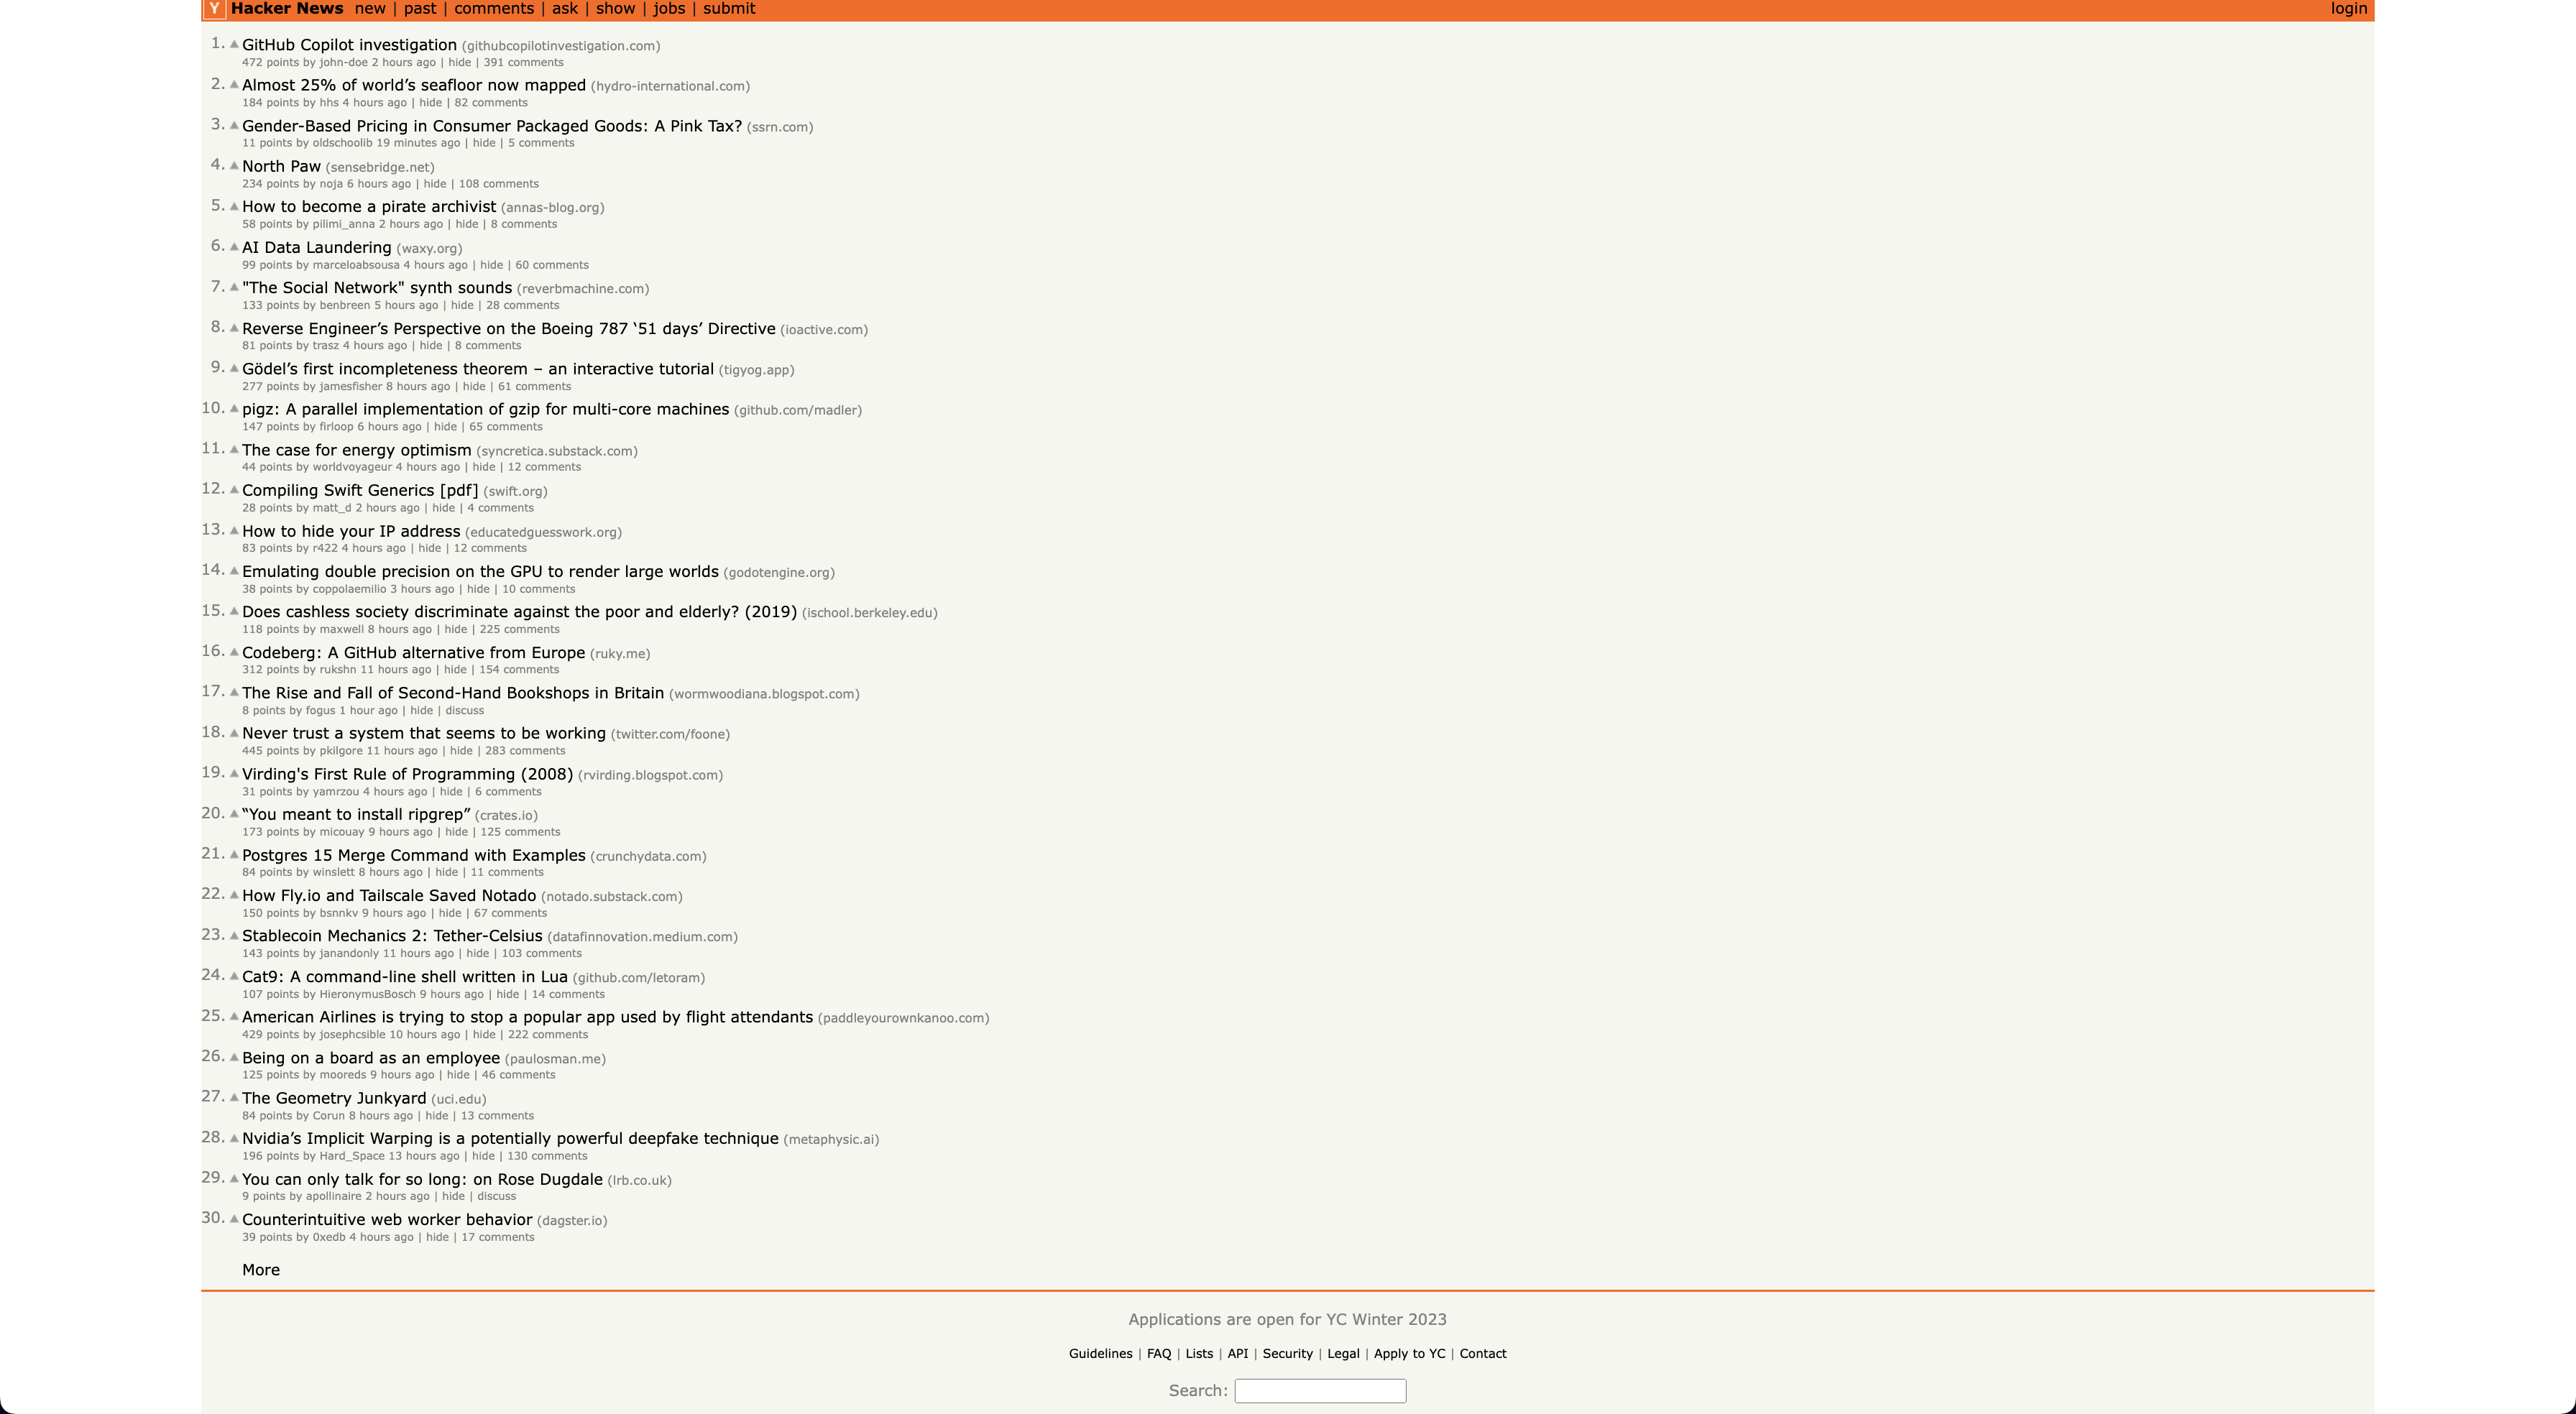 Y Hacker News new | past | comments | ask | show | jobs | submit login
1. GitHub Copilot investigation (githubcopilotinvestigation.com)
472 points by john-doe 2 hours ago | hide | 391 comments
2. Almost 25% of world’s seafloor now mapped (hydro-international.com)
184 points by hhs 4 hours ago | hide | 82 comments
3. Gender-Based Pricing in Consumer Packaged Goods: A Pink Tax? (ssrn.com)
11 points by oldschoolib 19 minutes ago | hide | 5 comments
4. North Paw (sensebridge.net)
234 points by noja 6 hours ago | hide | 108 comments
5. How to become a pirate archivist (annas-blog.org)
58 points by pilimi_anna 2 hours ago | hide | 8 comments
6. AI Data Laundering (waxy.org)
99 points by marceloabsousa 4 hours ago | hide | 60 comments
7. "The Social Network" synth sounds (reverbmachine.com)
133 points by benbreen 5 hours ago | hide | 28 comments
8. Reverse Engineer’s Perspective on the Boeing 787 ‘51 days’ Directive (ioactive.com)
81 points by trasz 4 hours ago | hide | 8 comments
9. Gödel’s first incompleteness theorem – an interactive tutorial (tigyog.app)
277 points by jamesfisher 8 hours ago | hide | 61 comments
10. pigz: A parallel implementation of gzip for multi-core machines (github.com/madler)
147 points by firloop 6 hours ago | hide | 65 comments
11. The case for energy optimism (syncretica.substack.com)
44 points by worldvoyageur 4 hours ago | hide | 12 comments
12. Compiling Swift Generics [pdf] (swift.org)
28 points by matt_d 2 hours ago | hide | 4 comments
13. How to hide your IP address (educatedguesswork.org)
83 points by r422 4 hours ago | hide | 12 comments
14. Emulating double precision on the GPU to render large worlds (godotengine.org)
38 points by coppolaemilio 3 hours ago | hide | 10 comments
15. Does cashless society discriminate against the poor and elderly? (2019) (ischool.berkeley.edu)
118 points by maxwell 8 hours ago | hide | 225 comments
16. Codeberg: A GitHub alternative from Europe (ruky.me)
312 points by rukshn 11 hours ago | hide | 154 comments
17. The Rise and Fall of Second-Hand Bookshops in Britain (wormwoodiana.blogspot.com)
8 points by fogus 1 hour ago | hide | discuss
18. Never trust a system that seems to be working (twitter.com/foone)
445 points by pkilgore 11 hours ago | hide | 283 comments
19. Virding's First Rule of Programming (2008) (rvirding.blogspot.com)
31 points by yamrzou 4 hours ago | hide | 6 comments
20. “You meant to install ripgrep” (crates.io)
173 points by micouay 9 hours ago | hide | 125 comments
21. Postgres 15 Merge Command with Examples (crunchydata.com)
84 points by winslett 8 hours ago | hide | 11 comments
22. How Fly.io and Tailscale Saved Notado (notado.substack.com)
150 points by bsnnkv 9 hours ago | hide | 67 comments
23. Stablecoin Mechanics 2: Tether-Celsius (datafinnovation.medium.com)
143 points by janandonly 11 hours ago | hide | 103 comments
24. Cat9: A command-line shell written in Lua (github.com/letoram)
107 points by HieronymusBosch 9 hours ago | hide | 14 comments
25. American Airlines is trying to stop a popular app used by flight attendants (paddleyourownkanoo.com)
429 points by josephcsible 10 hours ago | hide | 222 comments
26. Being on a board as an employee (paulosman.me)
125 points by mooreds 9 hours ago | hide | 46 comments
27. The Geometry Junkyard (uci.edu)
84 points by Corun 8 hours ago | hide | 13 comments
28. Nvidia’s Implicit Warping is a potentially powerful deepfake technique (metaphysic.ai)
196 points by Hard_Space 13 hours ago | hide | 130 comments
29. You can only talk for so long: on Rose Dugdale (lrb.co.uk)
9 points by apollinaire 2 hours ago | hide | discuss
30. Counterintuitive web worker behavior (dagster.io)
39 points by 0xedb 4 hours ago | hide | 17 comments
More
Applications are open for YC Winter 2023
Guidelines | FAQ | Lists | API | Security | Legal | Apply to YC | Contact
Search: